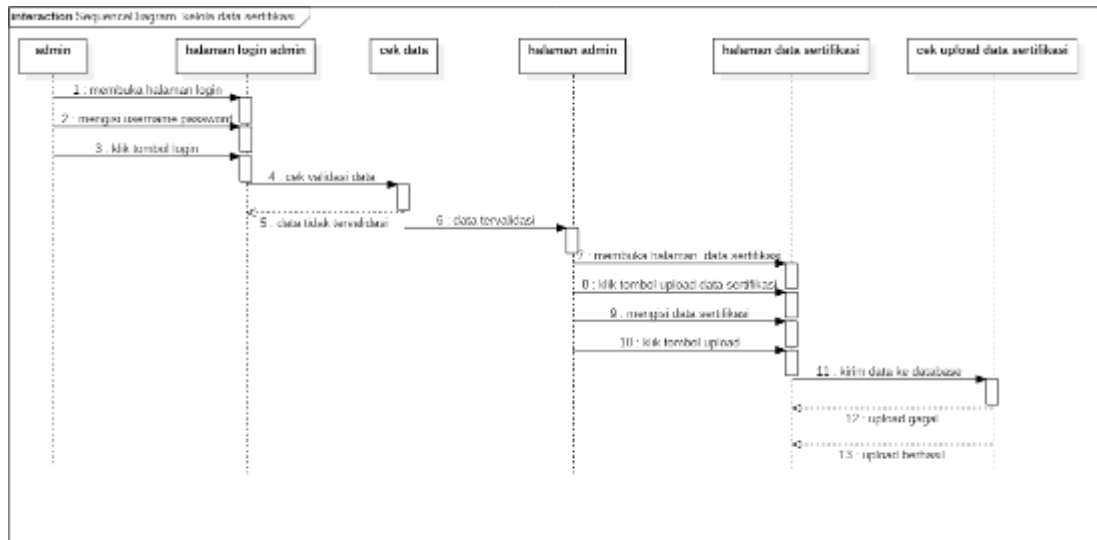 interaction SequenceDiagram kelola data sertifikasi
admin
halaman login admin
cek data
halaman admin
halaman data sertifikasi
cek upload data sertifikasi
1 : membuka halaman login
2 : mengisi username password
3 : klik tombol login
4 : cek validasi data
5 : data tidak tervalidasi
6 : data tervalidasi
7 : membuka halaman data sertifikasi
8 : klik tombol upload data sertifikasi
9 : mengisi data sertifikasi
10 : klik tombol upload
11 : kirim data ke database
12 : upload gagal
13 : upload berhasil